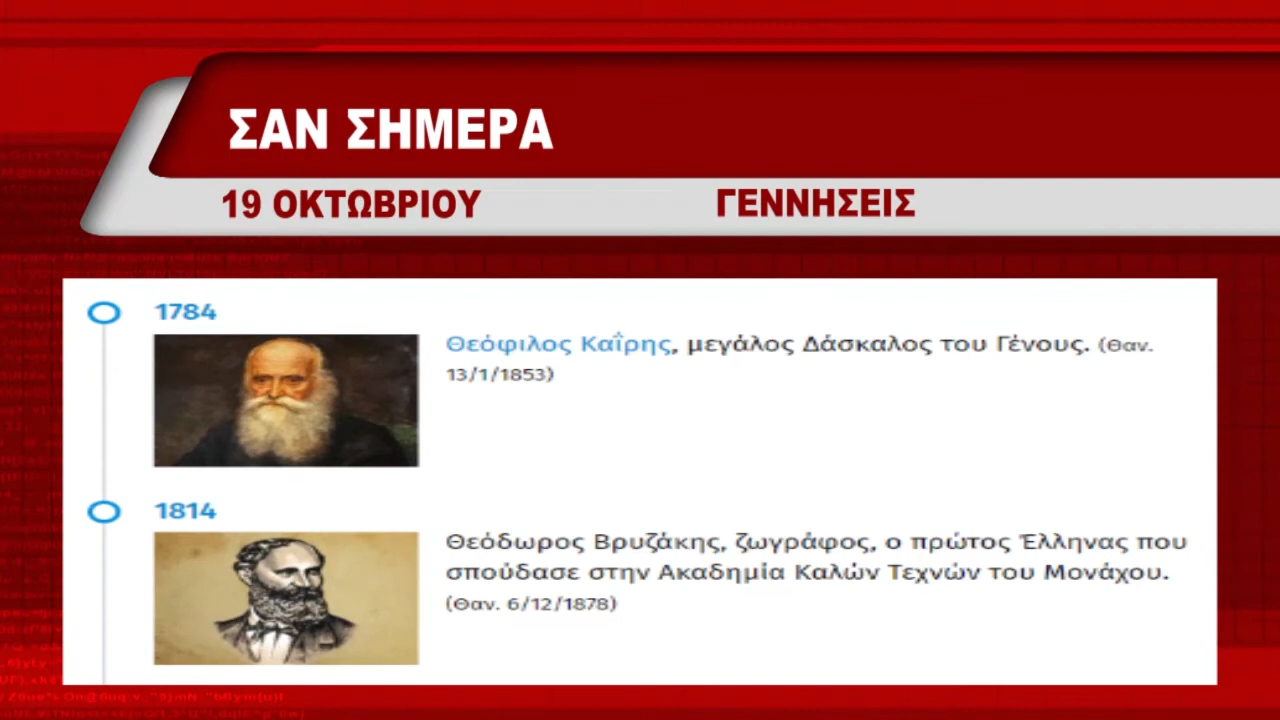 ΣΑΝ ΣΗΜΕΡΑ
19 ΟΚΤΩΒΡΙΟΥ ΓΕΝΝΗΣΕΙΣ
1784
Θεόφιλος Καΐρης, μεγάλος Δάσκαλος του Γένους. (Θαν.
13/1/1853)
1814
Θεόδωρος Βρυζάκης, ζωγράφος, ο πρώτος Έλληνας που
σπούδασε στην Ακαδημία Καλών Τεχνών του Μονάχου.
(Θαν. 6/12/1878)